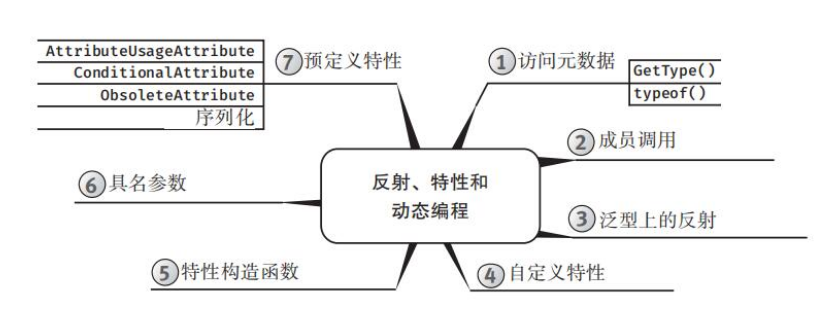 反射、特性和
动态编程
1 访问元数据
GetType()
typeof()
2 成员调用
3 泛型上的反射
4 自定义特性
5 特性构造函数
6 具名参数
7 预定义特性
AttributeUsageAttribute
ConditionalAttribute
ObsoleteAttribute
序列化